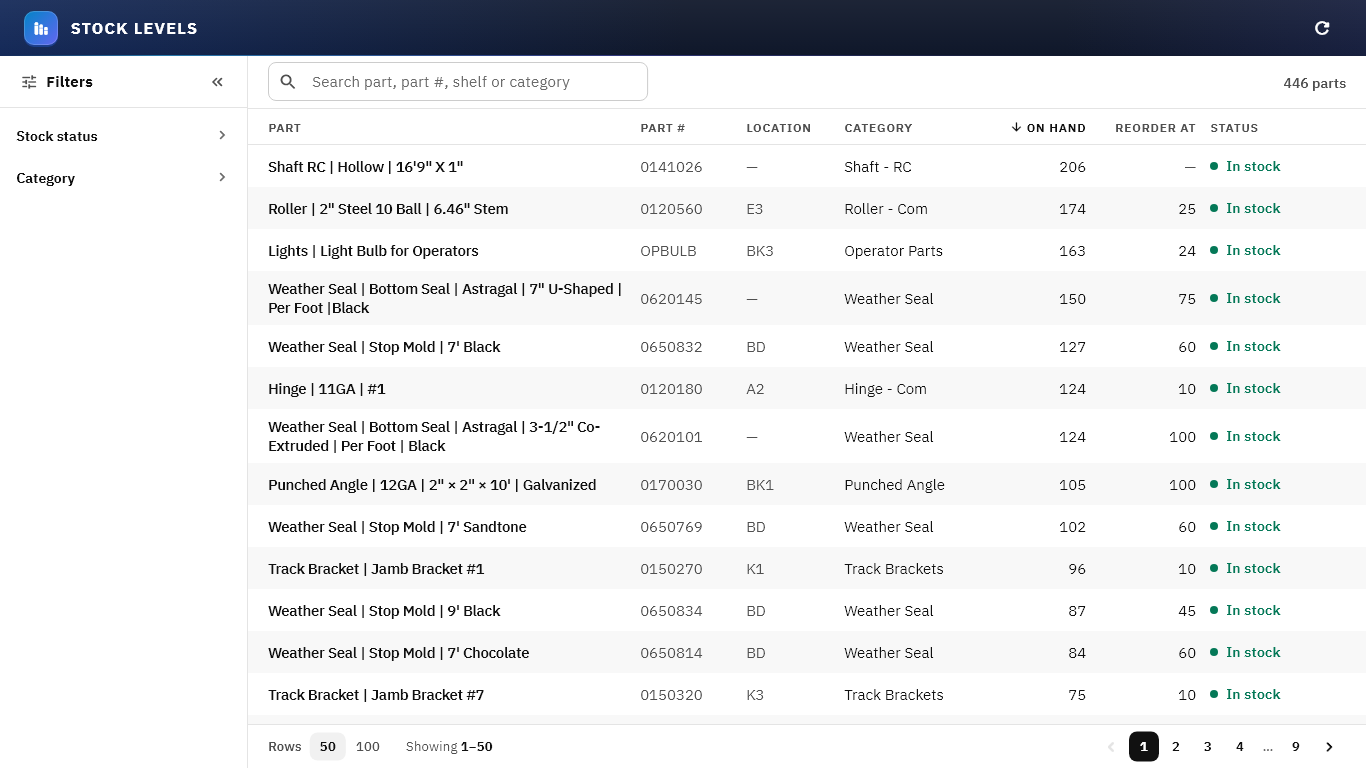 STOCK LEVELS
Filters
446 parts
Search part, part #, shelf or category
Stock status
Category
PART PART # LOCATION CATEGORY ↓ ON HAND REORDER AT STATUS
Shaft RC | Hollow | 16'9" X 1" 0141026 — Shaft - RC 206 — In stock
Roller | 2" Steel 10 Ball | 6.46" Stem 0120560 E3 Roller - Com 174 25 In stock
Lights | Light Bulb for Operators OPBULB BK3 Operator Parts 163 24 In stock
Weather Seal | Bottom Seal | Astragal | 7" U-Shaped |
Per Foot |Black 0620145 — Weather Seal 150 75 In stock
Weather Seal | Stop Mold | 7' Black 0650832 BD Weather Seal 127 60 In stock
Hinge | 11GA | #1 0120180 A2 Hinge - Com 124 10 In stock
Weather Seal | Bottom Seal | Astragal | 3-1/2" Co-
Extruded | Per Foot | Black 0620101 — Weather Seal 124 100 In stock
Punched Angle | 12GA | 2" × 2" × 10' | Galvanized 0170030 BK1 Punched Angle 105 100 In stock
Weather Seal | Stop Mold | 7' Sandtone 0650769 BD Weather Seal 102 60 In stock
Track Bracket | Jamb Bracket #1 0150270 K1 Track Brackets 96 10 In stock
Weather Seal | Stop Mold | 9' Black 0650834 BD Weather Seal 87 45 In stock
Weather Seal | Stop Mold | 7' Chocolate 0650814 BD Weather Seal 84 60 In stock
Track Bracket | Jamb Bracket #7 0150320 K3 Track Brackets 75 10 In stock
Rows 50 100 Showing 1–50 1 2 3 4 ... 9